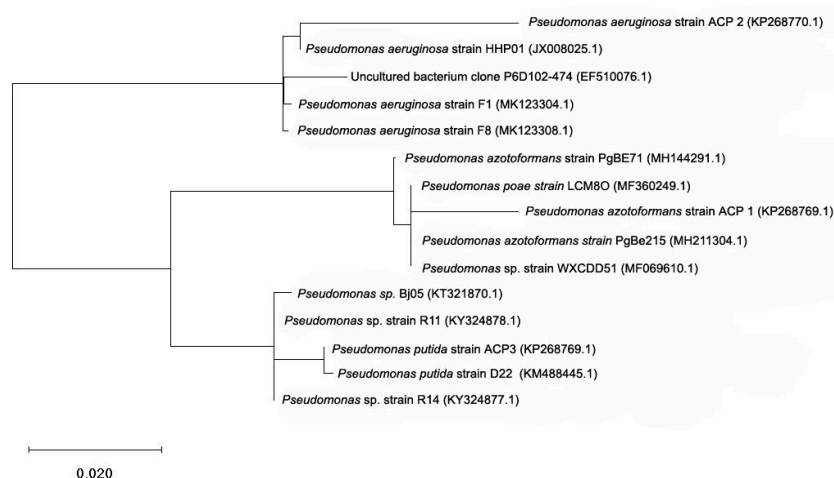 Pseudomonas aeruginosa strain ACP 2 (KP268770.1)
Pseudomonas aeruginosa strain HHP01 (JX008025.1)
Uncultured bacterium clone P6D102-474 (EF510076.1)
Pseudomonas aeruginosa strain F1 (MK123304.1)
Pseudomonas aeruginosa strain F8 (MK123308.1)
Pseudomonas azotoformans strain PgBE71 (MH144291.1)
Pseudomonas poae strain LCM8O (MF360249.1)
Pseudomonas azotoformans strain ACP 1 (KP268769.1)
Pseudomonas azotoformans strain PgBe215 (MH211304.1)
Pseudomonas sp. strain WXCDD51 (MF069610.1)
Pseudomonas sp. Bj05 (KT321870.1)
Pseudomonas sp. strain R11 (KY324878.1)
Pseudomonas putida strain ACP3 (KP268769.1)
Pseudomonas putida strain D22 (KM488445.1)
Pseudomonas sp. strain R14 (KY324877.1)
0.020